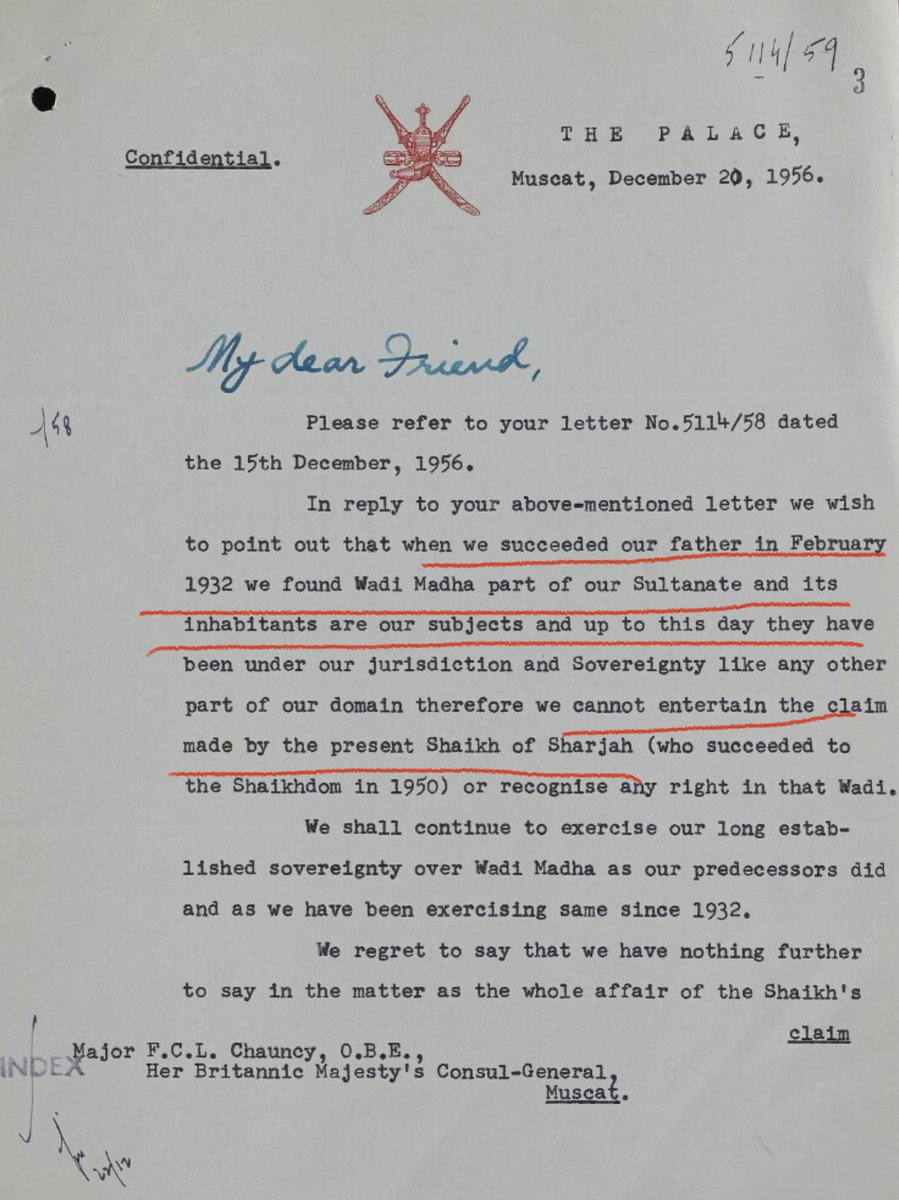 5114/59
3
Confidential.
THE PALACE,
Muscat, December 20, 1956.
My dear Friend,
/58
Please refer to your letter No.5114/58 dated
the 15th December, 1956.
In reply to your above-mentioned letter we wish
to point out that when we succeeded our father in February
1932 we found Wadi Madha part of our Sultanate and its
inhabitants are our subjects and up to this day they have
been under our jurisdiction and Sovereignty like any other
part of our domain therefore we cannot entertain the claim
made by the present Shaikh of Sharjah (who succeeded to
the Shaikhdom in 1950) or recognise any right in that Wadi.
We shall continue to exercise our long estab-
lished sovereignty over Wadi Madha as our predecessors did
and as we have been exercising same since 1932.
We regret to say that we have nothing further
to say in the matter as the whole affair of the Shaikh's
claim
Major F.C.L. Chauncy, O.B.E.,
INDEX
Her Britannic Majesty's Consul-General,
Muscat.
22/12